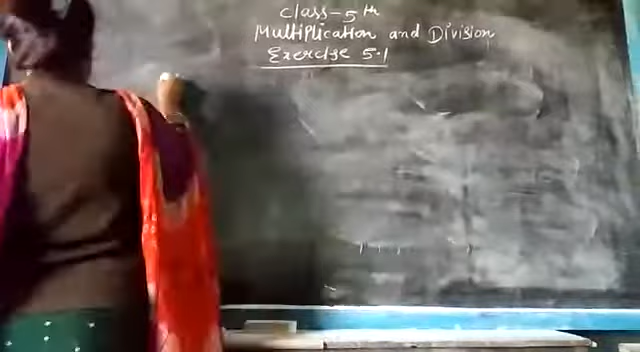 Class-5th
Multiplication and Division
Exercise 5.1